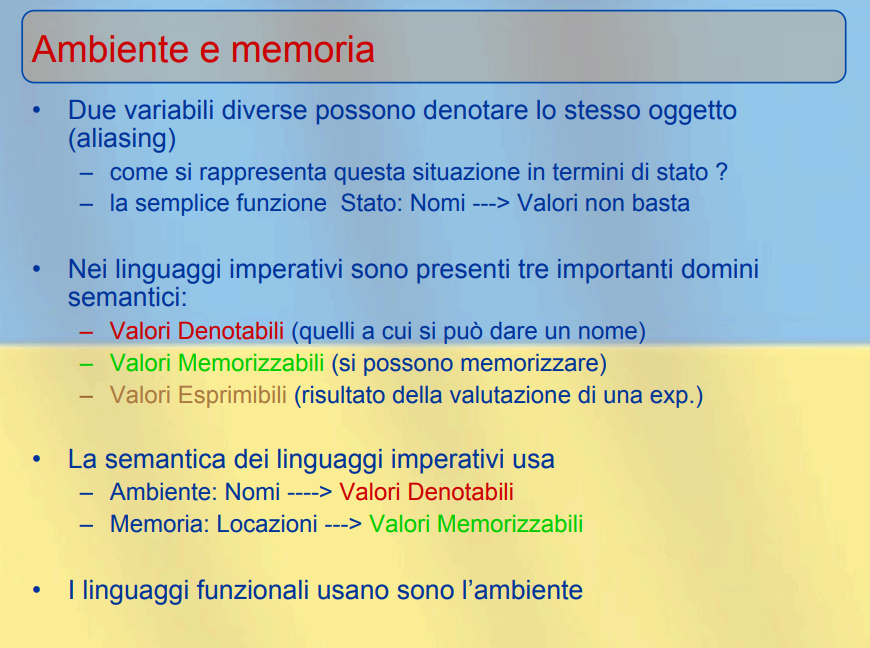 Ambiente e memoria
• Due variabili diverse possono denotare lo stesso oggetto
(aliasing)
– come si rappresenta questa situazione in termini di stato ?
– la semplice funzione Stato: Nomi ---> Valori non basta
• Nei linguaggi imperativi sono presenti tre importanti domini
semantici:
– Valori Denotabili (quelli a cui si può dare un nome)
– Valori Memorizzabili (si possono memorizzare)
– Valori Esprimibili (risultato della valutazione di una exp.)
• La semantica dei linguaggi imperativi usa
– Ambiente: Nomi ----> Valori Denotabili
– Memoria: Locazioni ---> Valori Memorizzabili
• I linguaggi funzionali usano sono l’ambiente